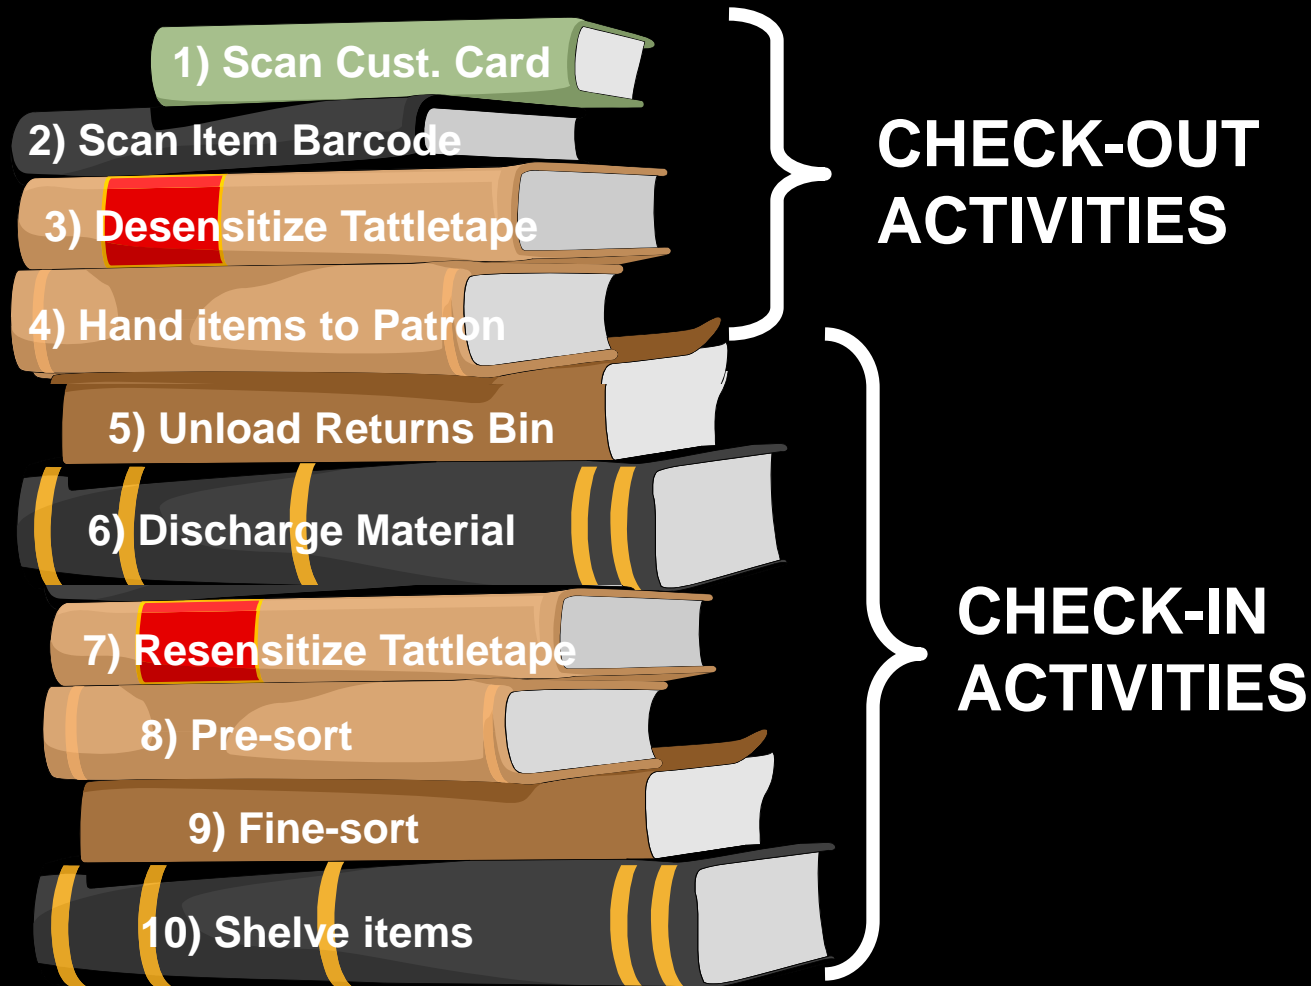 1) Scan Cust. Card
2) Scan Item Barcode
3) Desensitize Tattletape
4) Hand items to Patron
5) Unload Returns Bin
6) Discharge Material
7) Resensitize Tattletape
8) Pre-sort
9) Fine-sort
10) Shelve items
CHECK-OUT
ACTIVITIES
CHECK-IN
ACTIVITIES